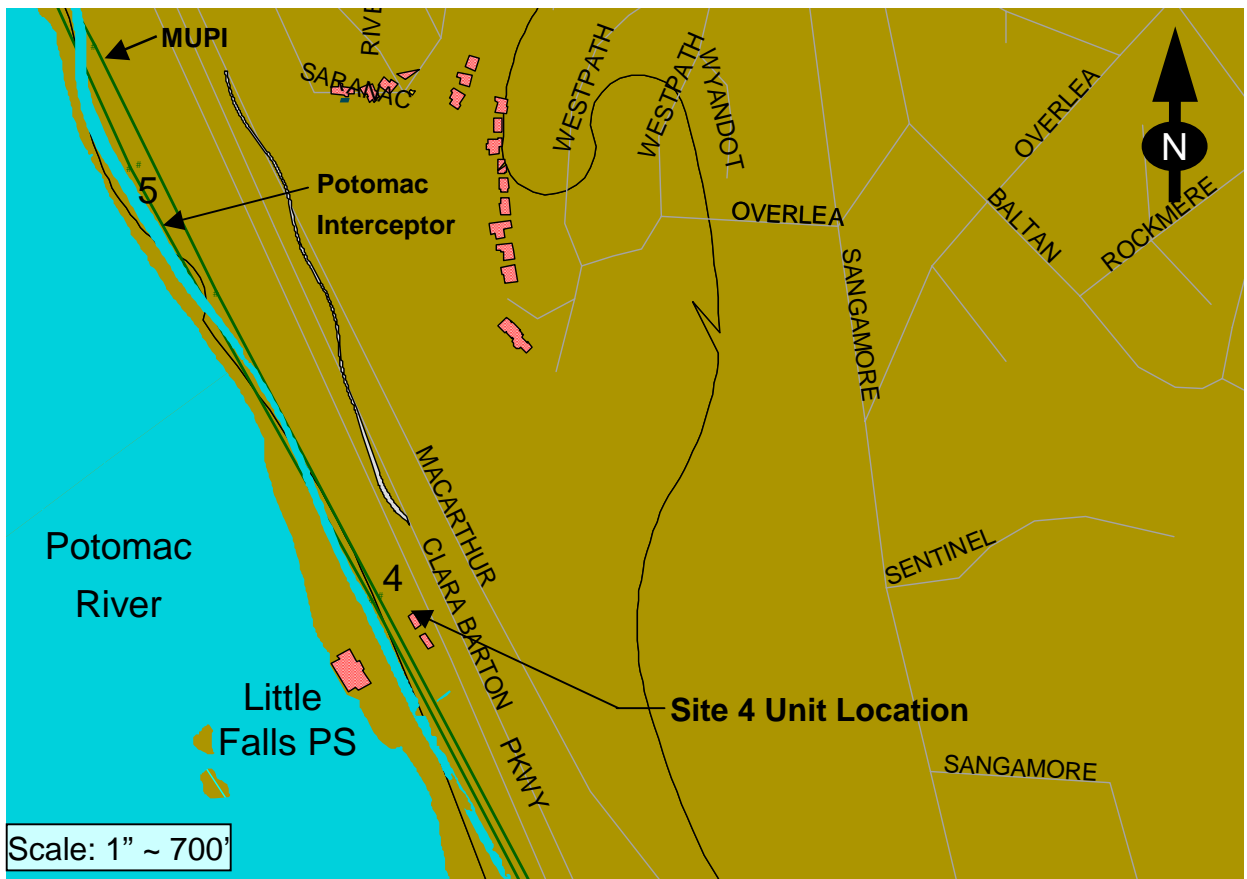 MUPI
RIVE
SARANAC
WESTPATH
WESTPATH
WYANDOT
OVERLEA
N
5
Potomac
Interceptor
OVERLEA
BALTAN
ROCKMERE
SANGAMORE
MACARTHUR
Potomac
River
4
CLARA BARTON
PKWY
SENTINEL
Little
Falls PS
Site 4 Unit Location
SANGAMORE
Scale: 1” ~ 700’